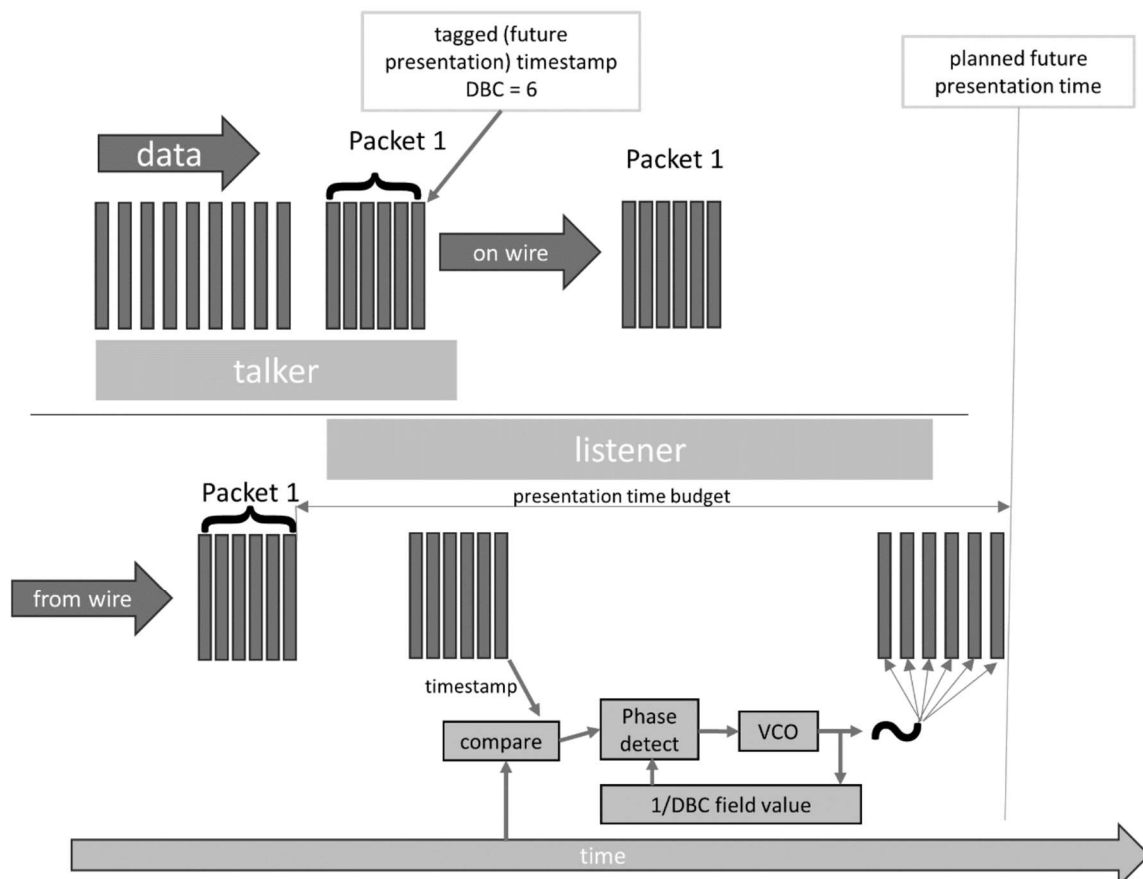 tagged (future
presentation) timestamp
DBC = 6
planned future
presentation time
data
Packet 1
Packet 1
on wire
talker
listener
presentation time budget
Packet 1
from wire
timestamp
compare
Phase
detect
VCO
1/DBC field value
time